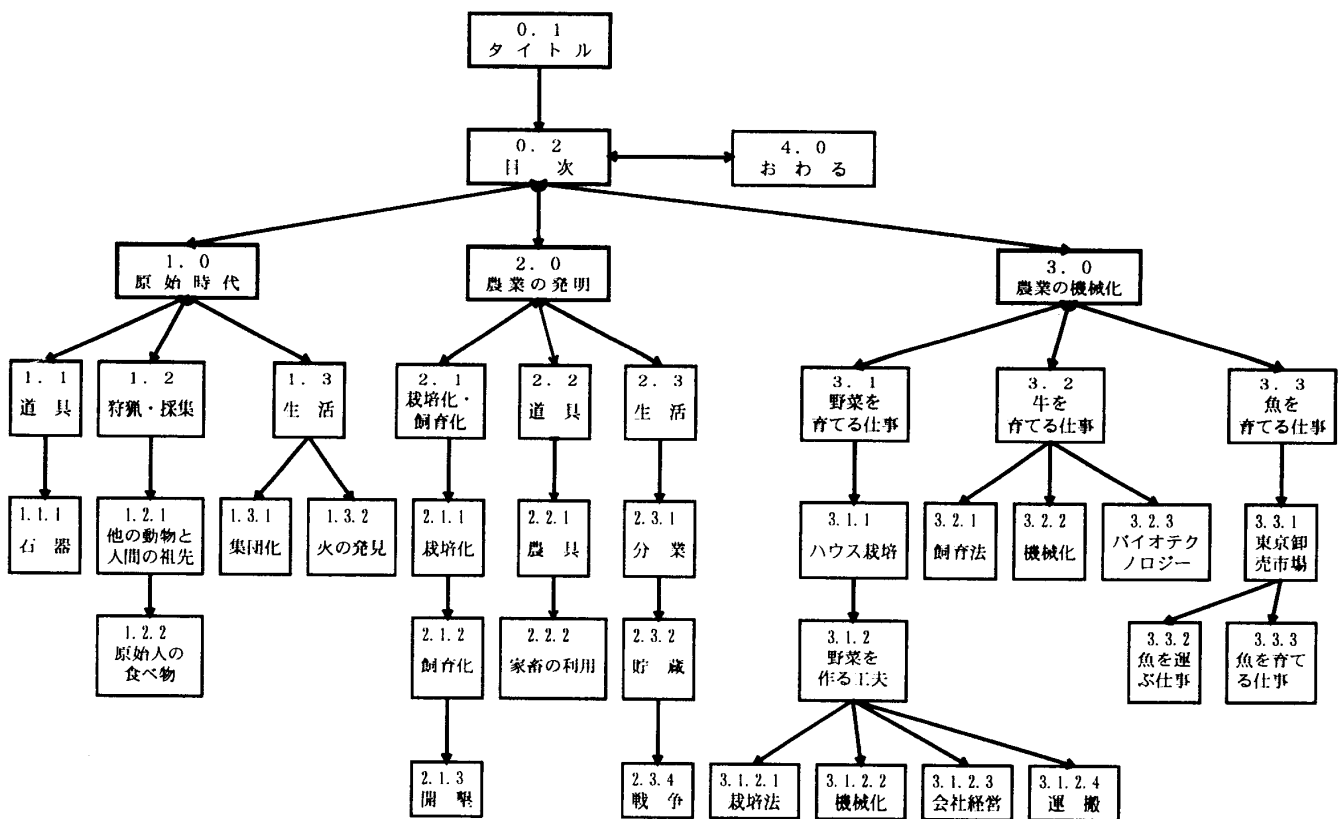 0.1
タイトル
0.2
目次
4.0
おわる
1.0
原始時代
2.0
農業の発明
3.0
農業の機械化
1.1
道具
1.2
狩猟・採集
1.3
生活
2.1
栽培化・
飼育化
2.2
道具
2.3
生活
3.1
野菜を
育てる仕事
3.2
牛を
育てる仕事
3.3
魚を
育てる仕事
1.1.1
石器
1.2.1
他の動物と
人間の祖先
1.3.1
集団化
1.3.2
火の発見
2.1.1
栽培化
2.2.1
農具
2.3.1
分業
3.1.1
ハウス栽培
3.2.1
飼育法
3.2.2
機械化
3.2.3
バイオテク
ノロジー
3.3.1
東京卸
売市場
1.2.2
原始人の
食べ物
2.1.2
飼育化
2.2.2
家畜の利用
2.3.2
貯蔵
3.1.2
野菜を
作る工夫
3.3.2
魚を運
ぶ仕事
3.3.3
魚を育て
る仕事
2.1.3
開墾
2.3.4
戦争
3.1.2.1
栽培法
3.1.2.2
機械化
3.1.2.3
会社経営
3.1.2.4
運搬